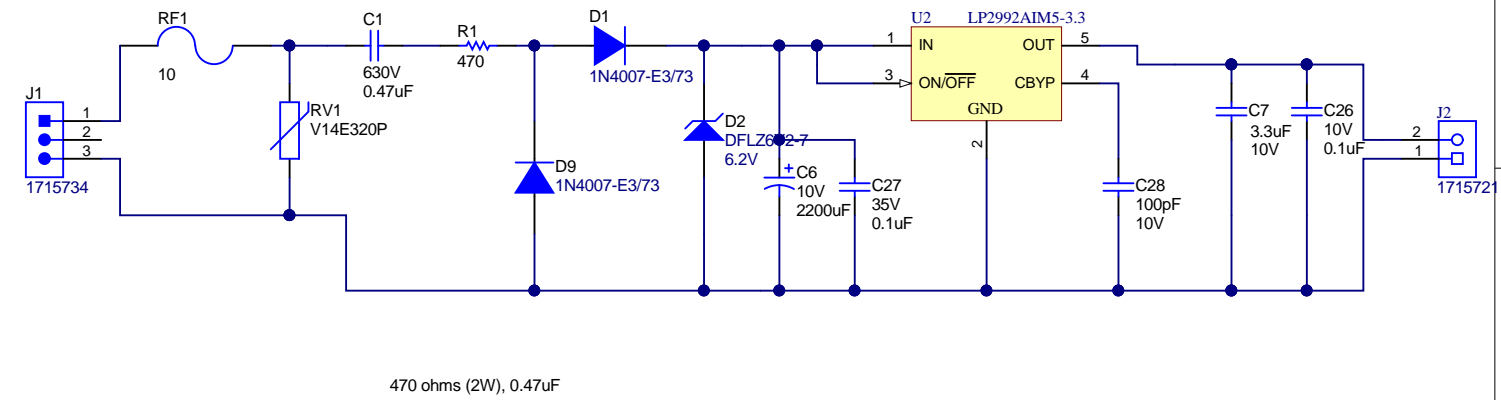 RF1
10
C1
630V
0.47uF
R1
470
D1
1N4007-E3/73
U2 LP2992AIM5-3.3
1 IN OUT 5
3 ON/OFF CBYP 4
GND
2
J1
1
2
3
1715734
RV1
V14E320P
D9
1N4007-E3/73
D2
DFLZ6V2-7
6.2V
C6
10V
2200uF
C27
35V
0.1uF
C28
100pF
10V
C7
3.3uF
10V
C26
10V
0.1uF
J2
2
1
1715721
470 ohms (2W), 0.47uF